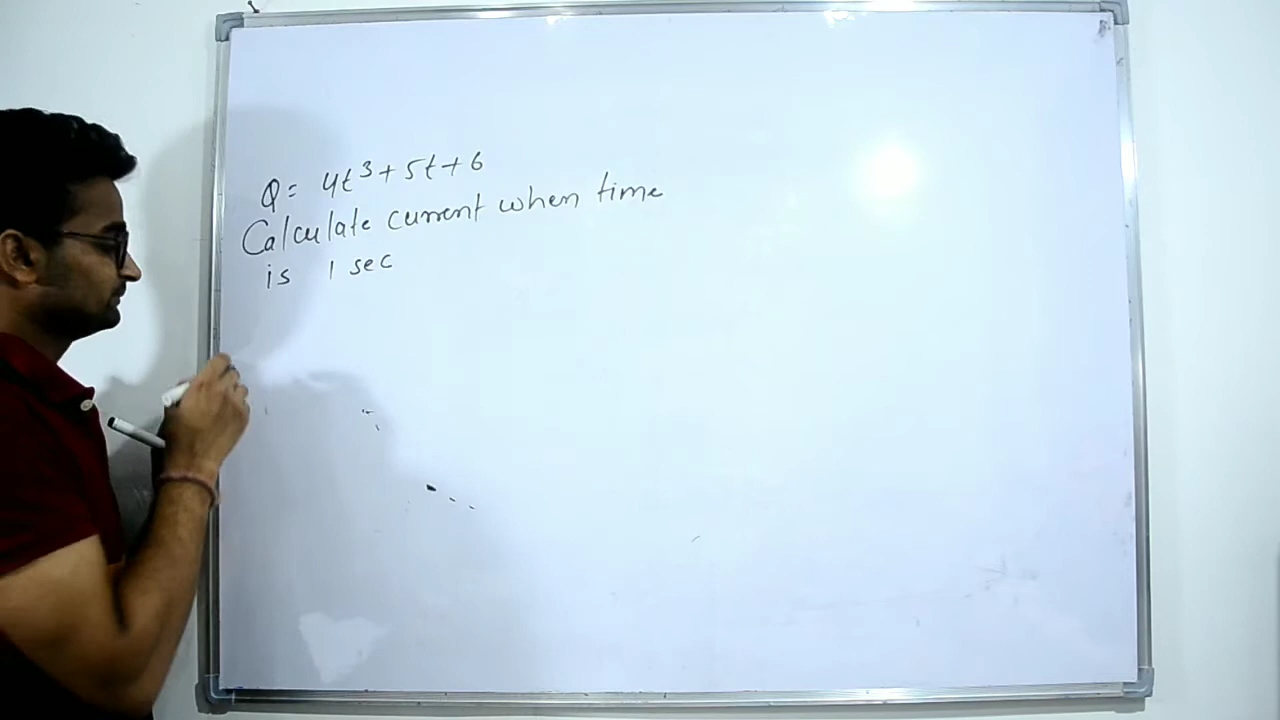 Q = 4t³+5t+6
Calculate current when time
is 1 sec